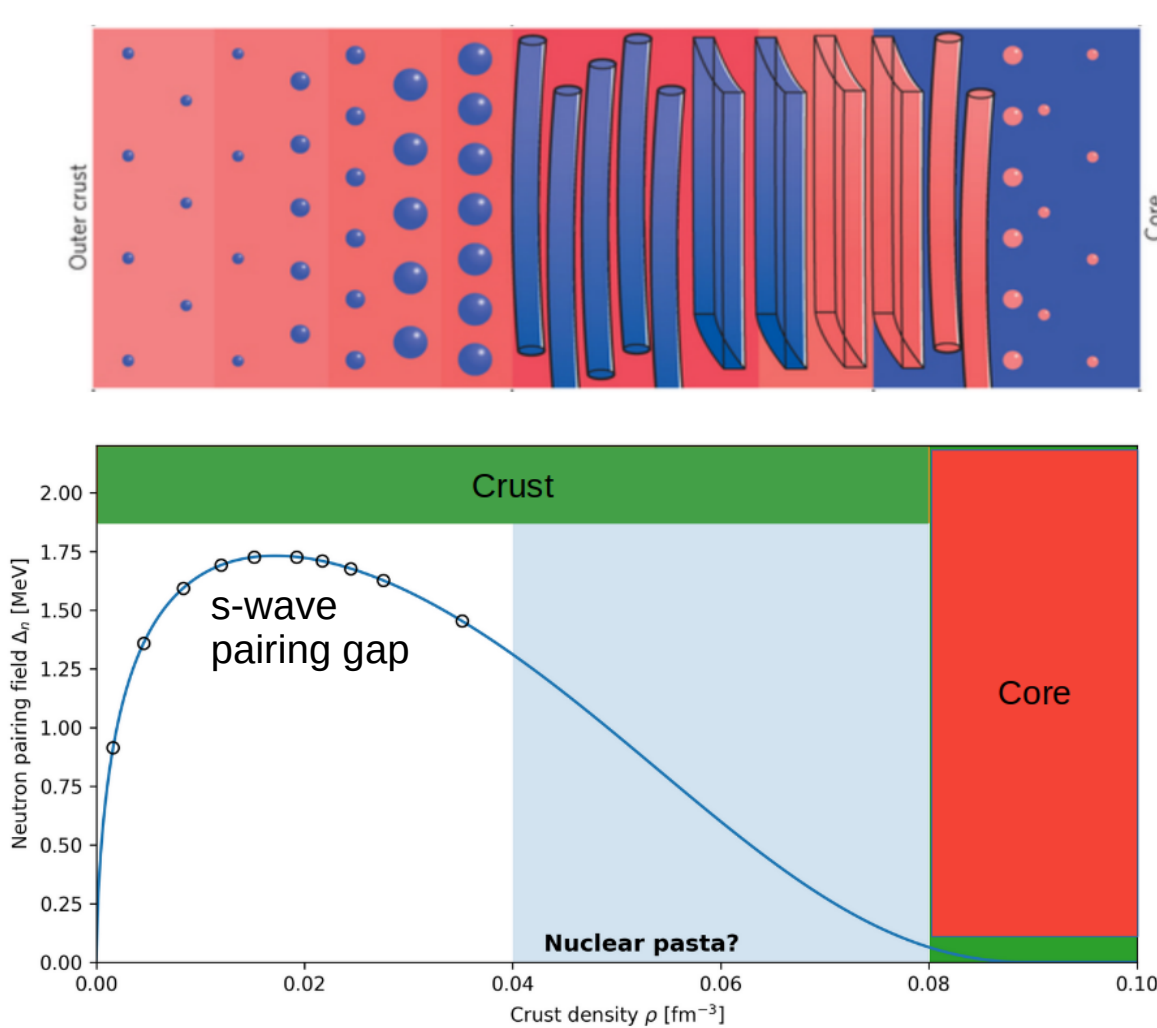 Outer crust
Core
Crust
s-wave
pairing gap
Core
Nuclear pasta?
Neutron pairing field Δₙ [MeV]
2.00
1.75
1.50
1.25
1.00
0.75
0.50
0.25
0.00
0.00 0.02 0.04 0.06 0.08 0.10
Crust density ρ [fm⁻³]